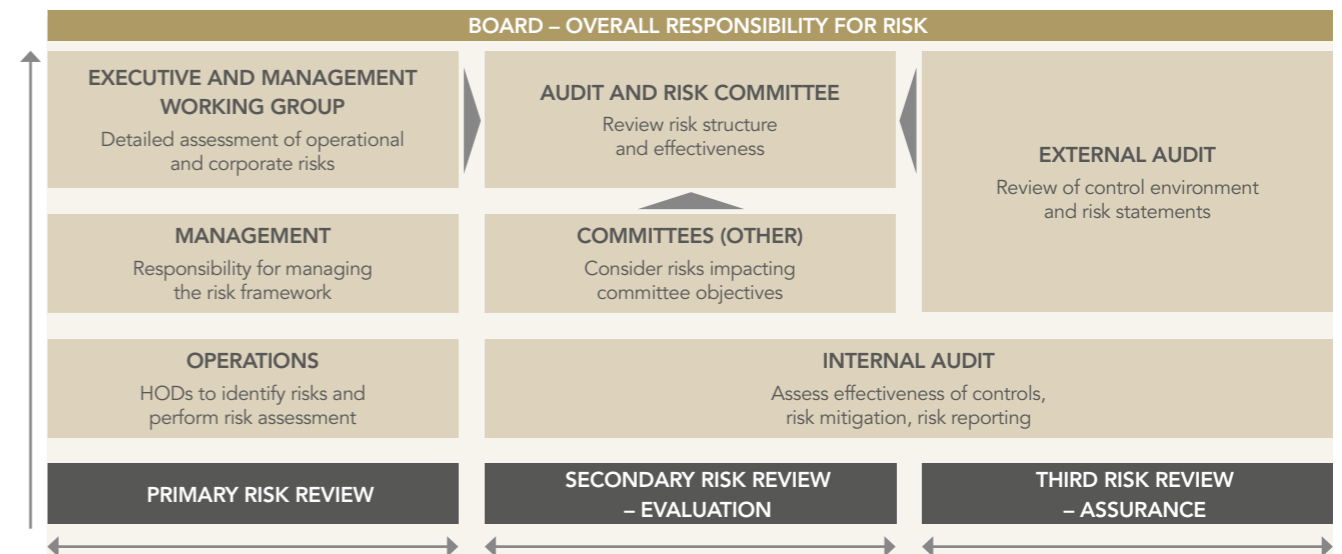 BOARD – OVERALL RESPONSIBILITY FOR RISK
EXECUTIVE AND MANAGEMENT
WORKING GROUP
Detailed assessment of operational
and corporate risks
AUDIT AND RISK COMMITTEE
Review risk structure
and effectiveness
EXTERNAL AUDIT
Review of control environment
and risk statements
MANAGEMENT
Responsibility for managing
the risk framework
COMMITTEES (OTHER)
Consider risks impacting
committee objectives
OPERATIONS
HODs to identify risks and
perform risk assessment
INTERNAL AUDIT
Assess effectiveness of controls,
risk mitigation, risk reporting
PRIMARY RISK REVIEW
SECONDARY RISK REVIEW
– EVALUATION
THIRD RISK REVIEW
– ASSURANCE